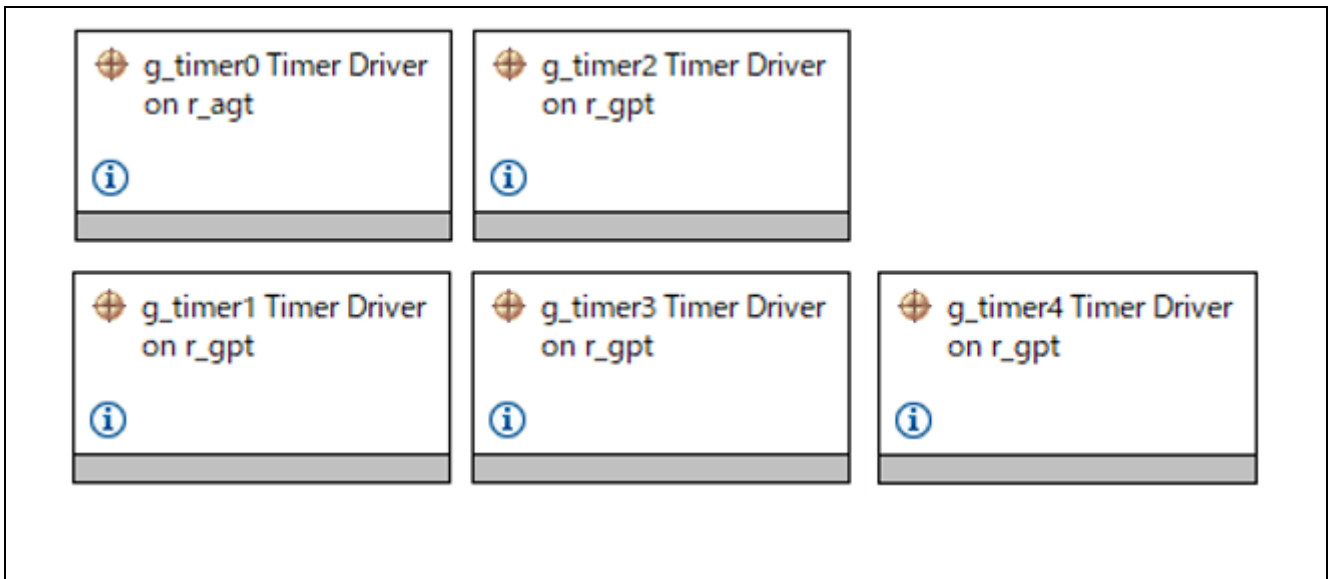 g_timer0 Timer Driver
on r_agt
g_timer2 Timer Driver
on r_gpt
g_timer1 Timer Driver
on r_gpt
g_timer3 Timer Driver
on r_gpt
g_timer4 Timer Driver
on r_gpt